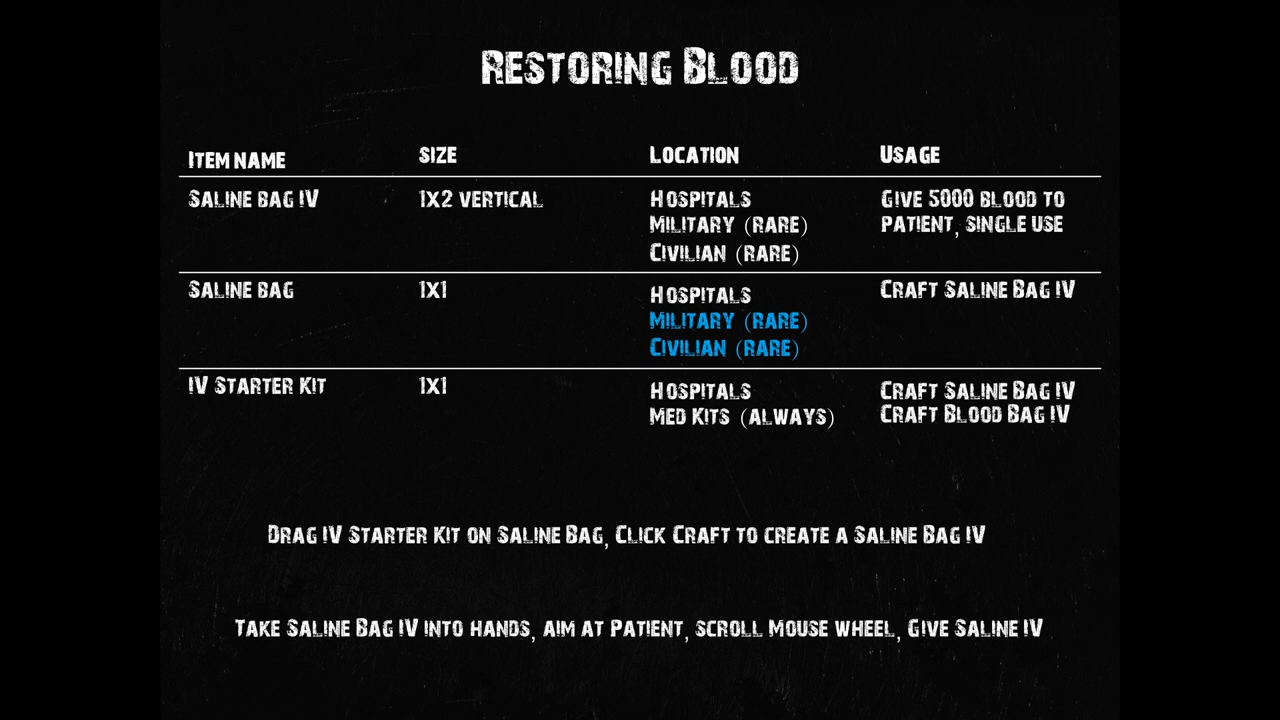 Restoring Blood
Item name Size Location Usage
Saline bag IV 1x2 vertical Hospitals Give 5000 blood to
Military (rare) patient, single use
Civilian (rare)
Saline bag 1x1 Hospitals Craft Saline Bag IV
Military (rare)
Civilian (rare)
IV Starter Kit 1x1 Hospitals Craft Saline Bag IV
Med Kits (always) Craft Blood Bag IV
Drag IV Starter Kit on Saline Bag, Click Craft to create a Saline Bag IV
Take Saline Bag IV into hands, aim at Patient, scroll Mouse wheel, Give Saline IV